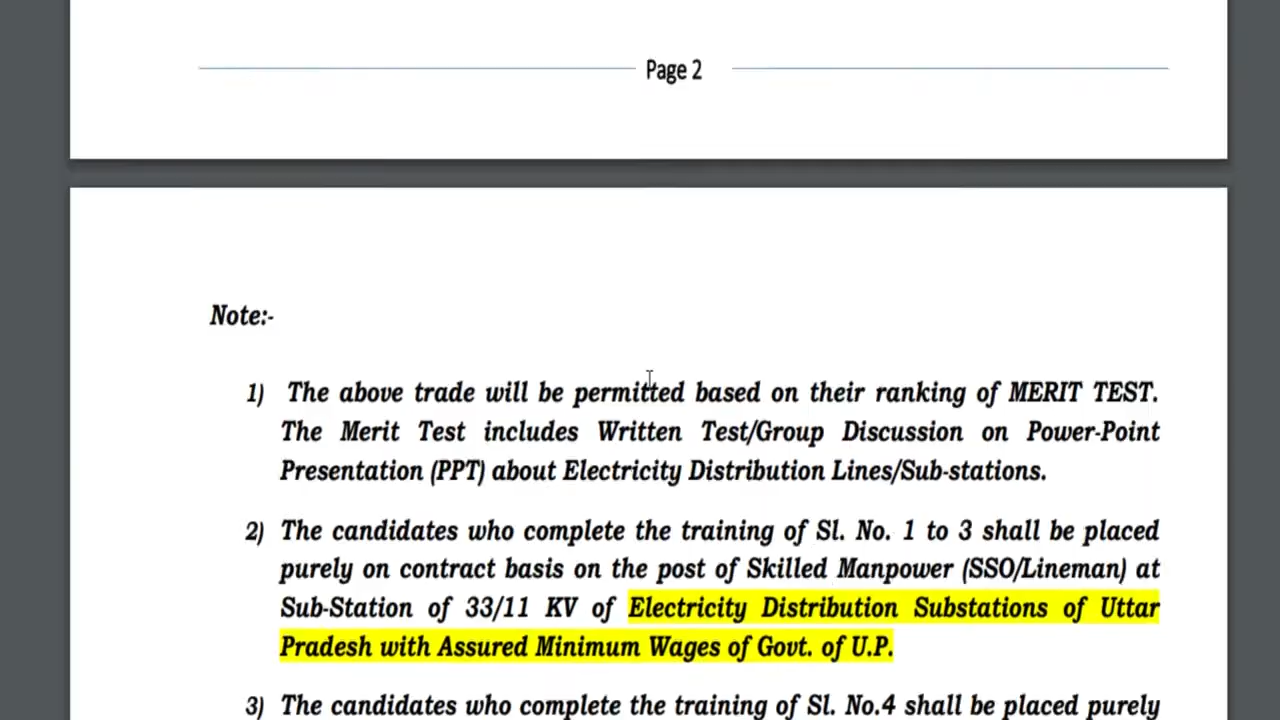 Page 2
Note:-
1) The above trade will be permitted based on their ranking of MERIT TEST.
The Merit Test includes Written Test/Group Discussion on Power-Point
Presentation (PPT) about Electricity Distribution Lines/Sub-stations.
2) The candidates who complete the training of Sl. No. 1 to 3 shall be placed
purely on contract basis on the post of Skilled Manpower (SSO/Lineman) at
Sub-Station of 33/11 KV of Electricity Distribution Substations of Uttar
Pradesh with Assured Minimum Wages of Govt. of U.P.
3) The candidates who complete the training of Sl. No.4 shall be placed purely